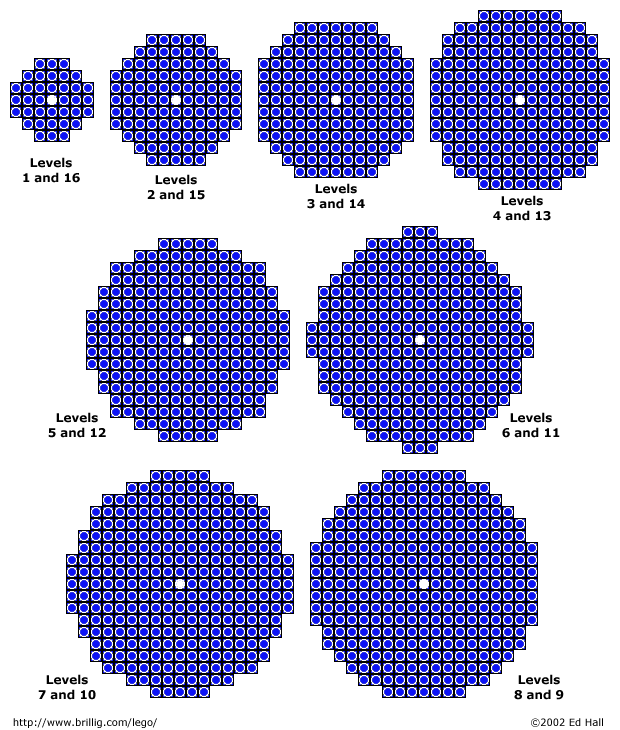 Levels
1 and 16
Levels
2 and 15
Levels
3 and 14
Levels
4 and 13
Levels
5 and 12
Levels
6 and 11
Levels
7 and 10
Levels
8 and 9
http://www.brillig.com/lego/
©2002 Ed Hall